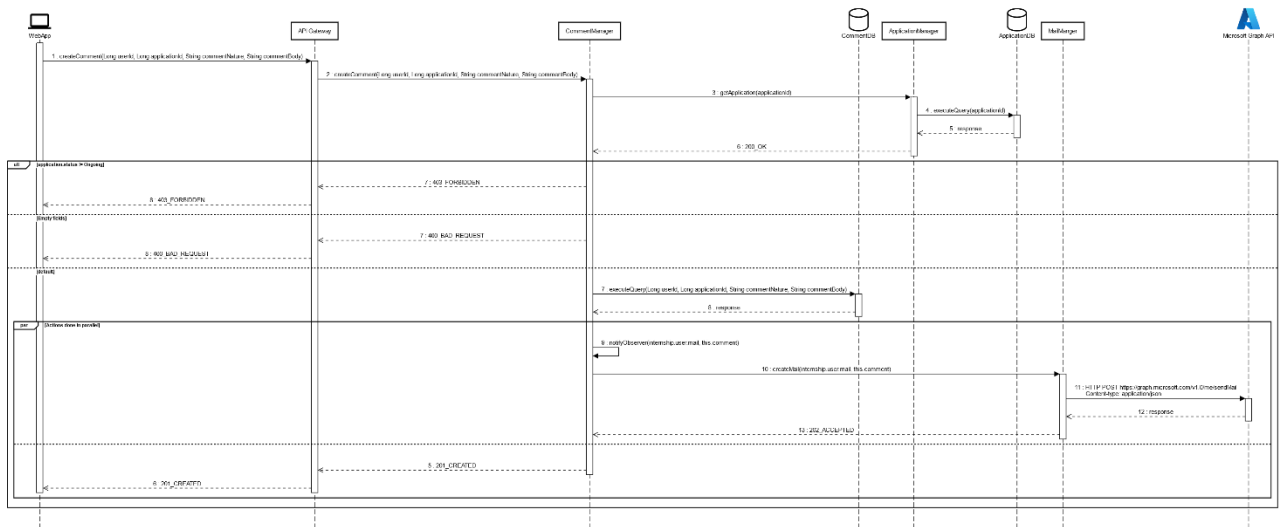 WebApp
API Gateway
CommentManager
CommentDB
ApplicationManager
ApplicationDB
MailManger
Microsoft Graph API
1 : createComment(Long userId, Long applicationId, String commentNature, String commentBody)
2 : createComment(Long userId, Long applicationId, String commentNature, String commentBody)
3 : getApplication(applicationId)
4 : executeQuery(applicationId)
5 : response
6 : 200_OK
alt
7 : 403_FORBIDDEN
8 : 403_FORBIDDEN
[Empty fields]
7 : 400_BAD_REQUEST
8 : 400_BAD_REQUEST
[default]
7 : executeQuery(Long userId, Long applicationId, String commentNature, String commentBody)
8 : response
par
[Actions done in parallel]
9 : notifyObserver(internship.user.mail, this.comment)
10 : createMail(internship.user.mail, this.comment)
11 : HTTP POST https://graph.microsoft.com/v1.0/me/sendMail
Content-type: application/json
12 : response
13 : 202_ACCEPTED
5 : 201_CREATED
6 : 201_CREATED